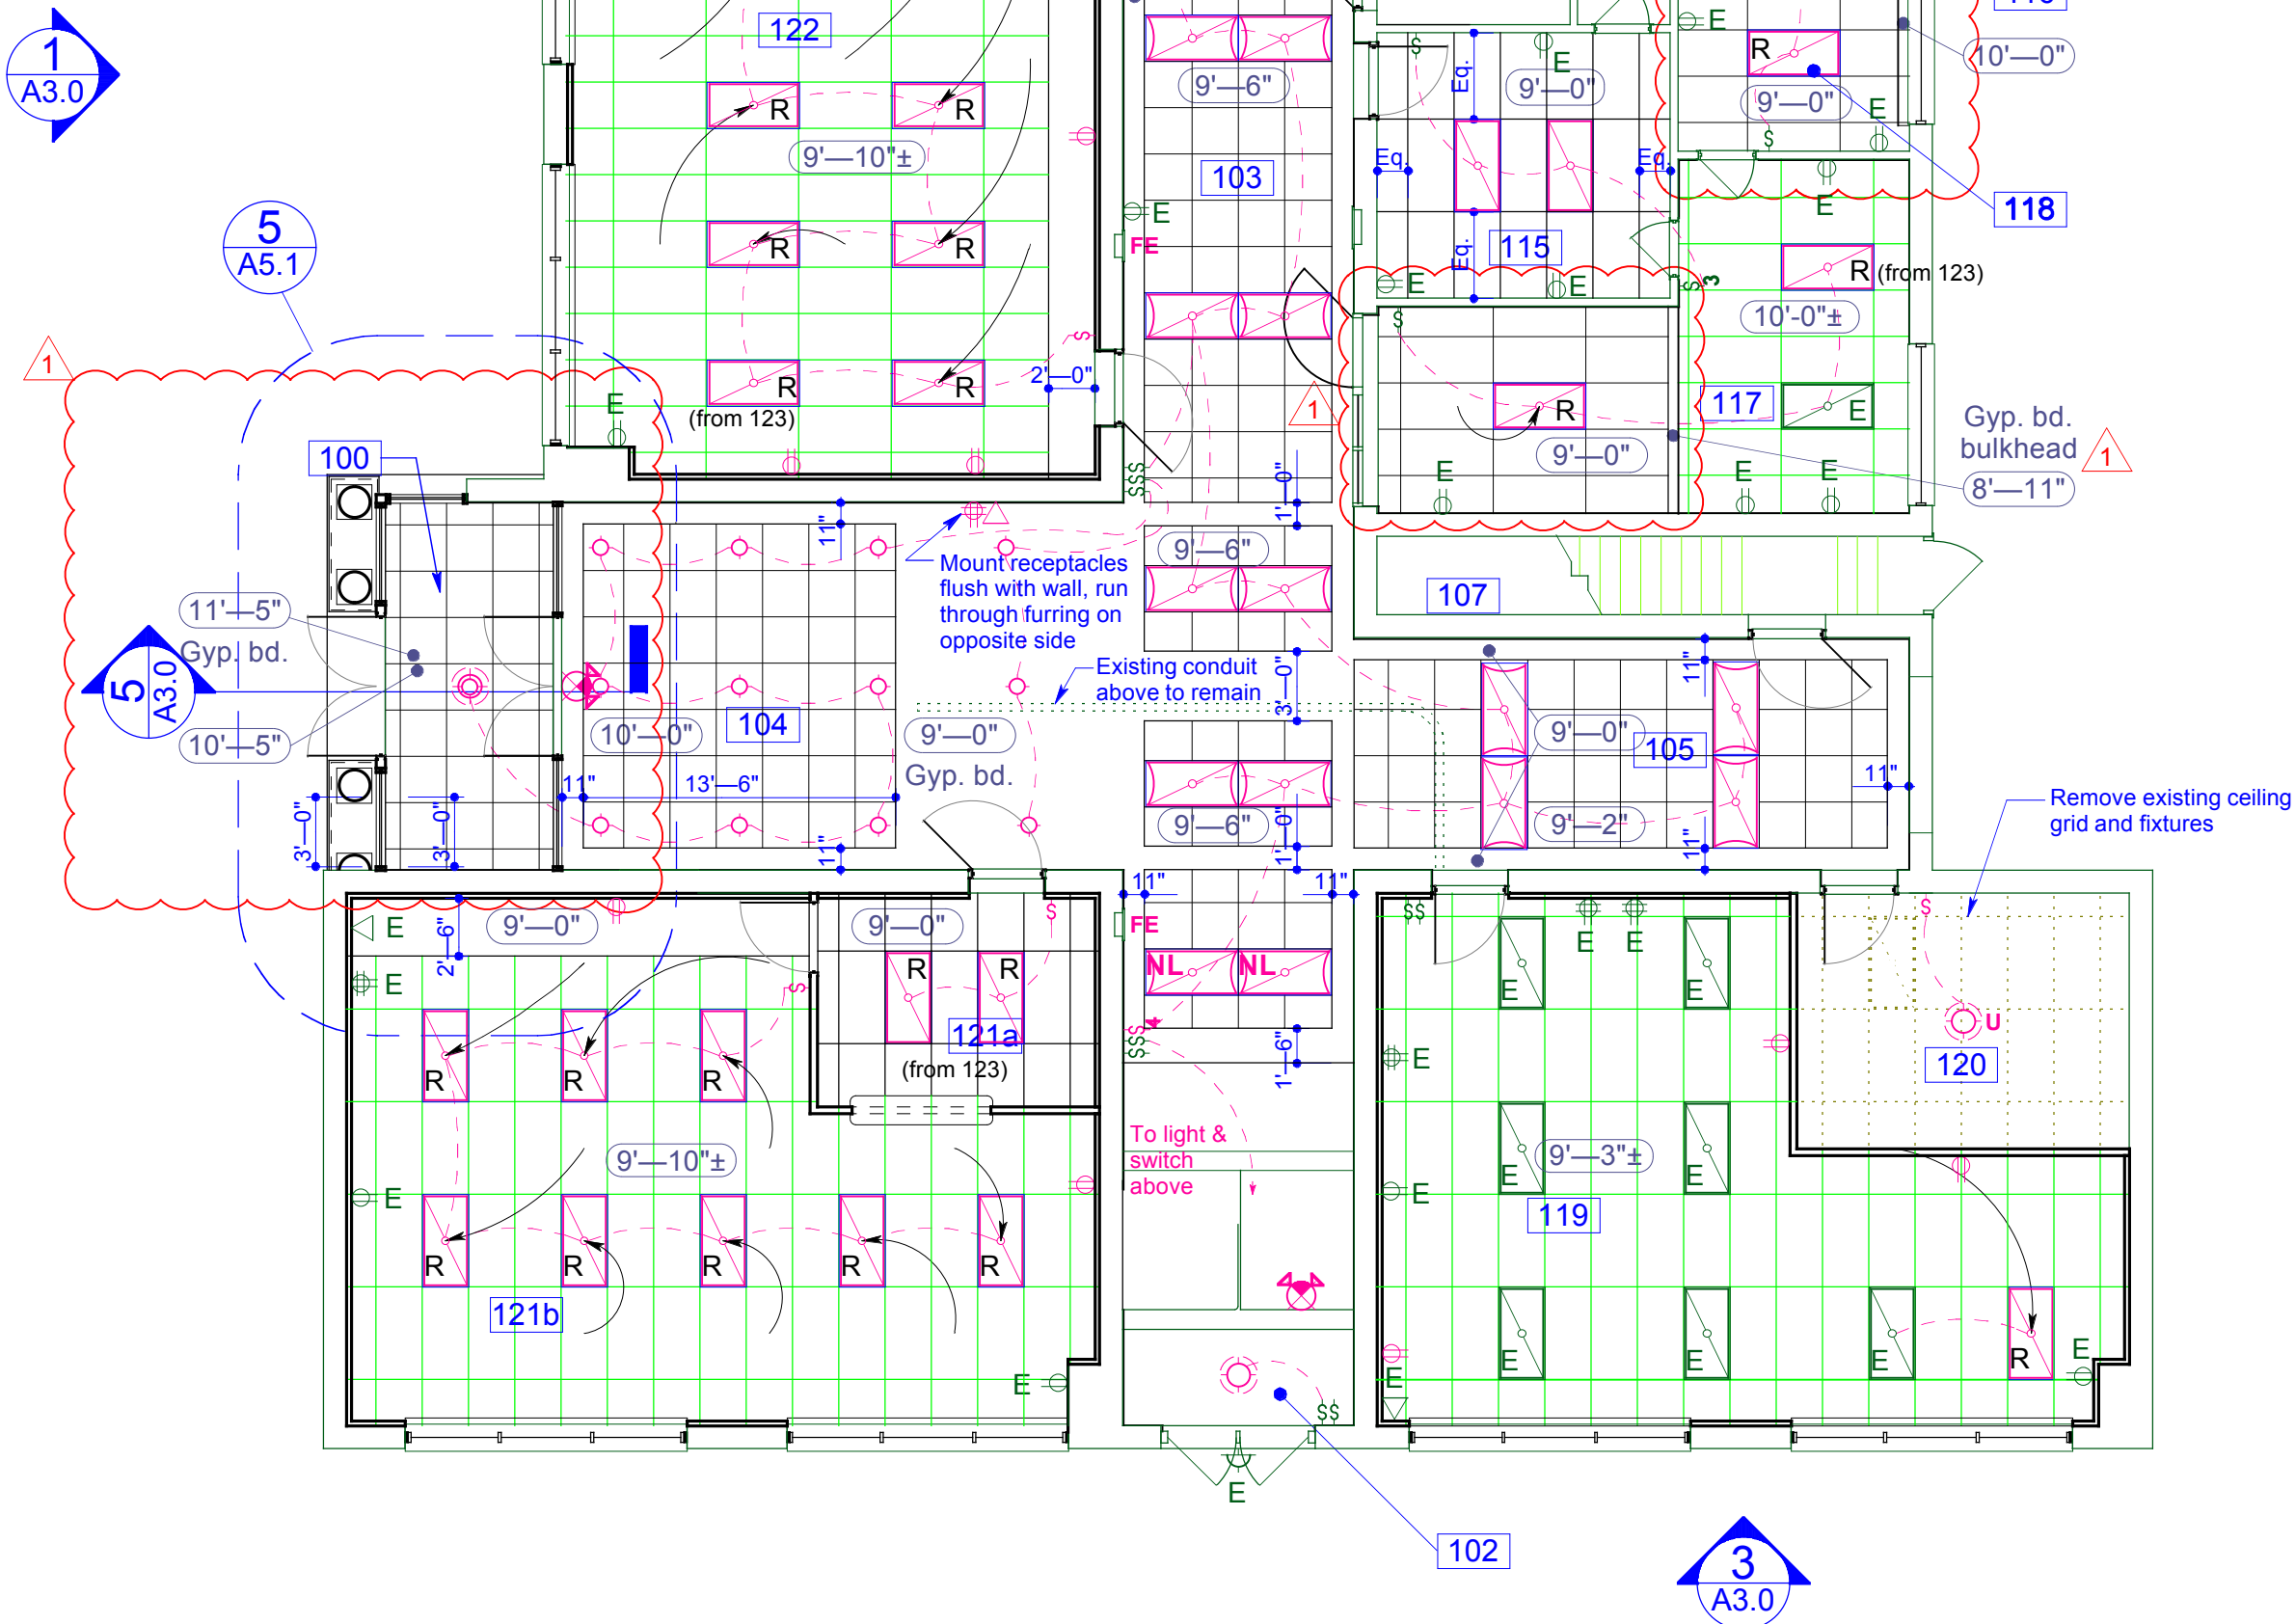 1
A3.0
122
9'—6"
Eq.
9'—0"
E
E
R
9'—0"
E
10'—0"
R
R
9'—10"±
103
E
FE
Eq.
Eq.
115
Eq.
E
E
118
5
A5.1
R
R
R
(from 123)
10'-0"±
3
1
R
R
(from 123)
2'—0"
E
1
R
9'—0"
E
117
E
E
E
Gyp. bd.
bulkhead
1
8'—11"
100
11"
1'—0"
9'—6"
Mount receptacles
flush with wall, run
through furring on
opposite side
107
11'—5"
Gyp. bd.
5
A3.0
10'—5"
Existing conduit
above to remain
3'—0"
11"
10'—0"
104
9'—0"
Gyp. bd.
9'—0"
105
11"
11"
13'—6"
3'—0"
3'—0"
11"
9'—6"
1'—0"
9'—2"
11"
Remove existing ceiling
grid and fixtures
E
2'—6"
9'—0"
9'—0"
11"
11"
FE
SS
E
E
E
R
R
NL
NL
E
E
121a
(from 123)
SSS
4
1'—6"
U
120
R
R
R
E
To light &
switch
above
9'—10"±
E
E
E
9'—3"±
E
119
R
R
R
R
R
121b
E
SS
E
E
E
E
R
E
E
102
3
A3.0